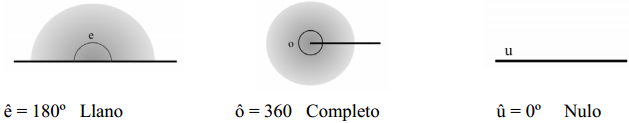 e
o
u
ê = 180º Llano
ô = 360 Completo
û = 0º Nulo